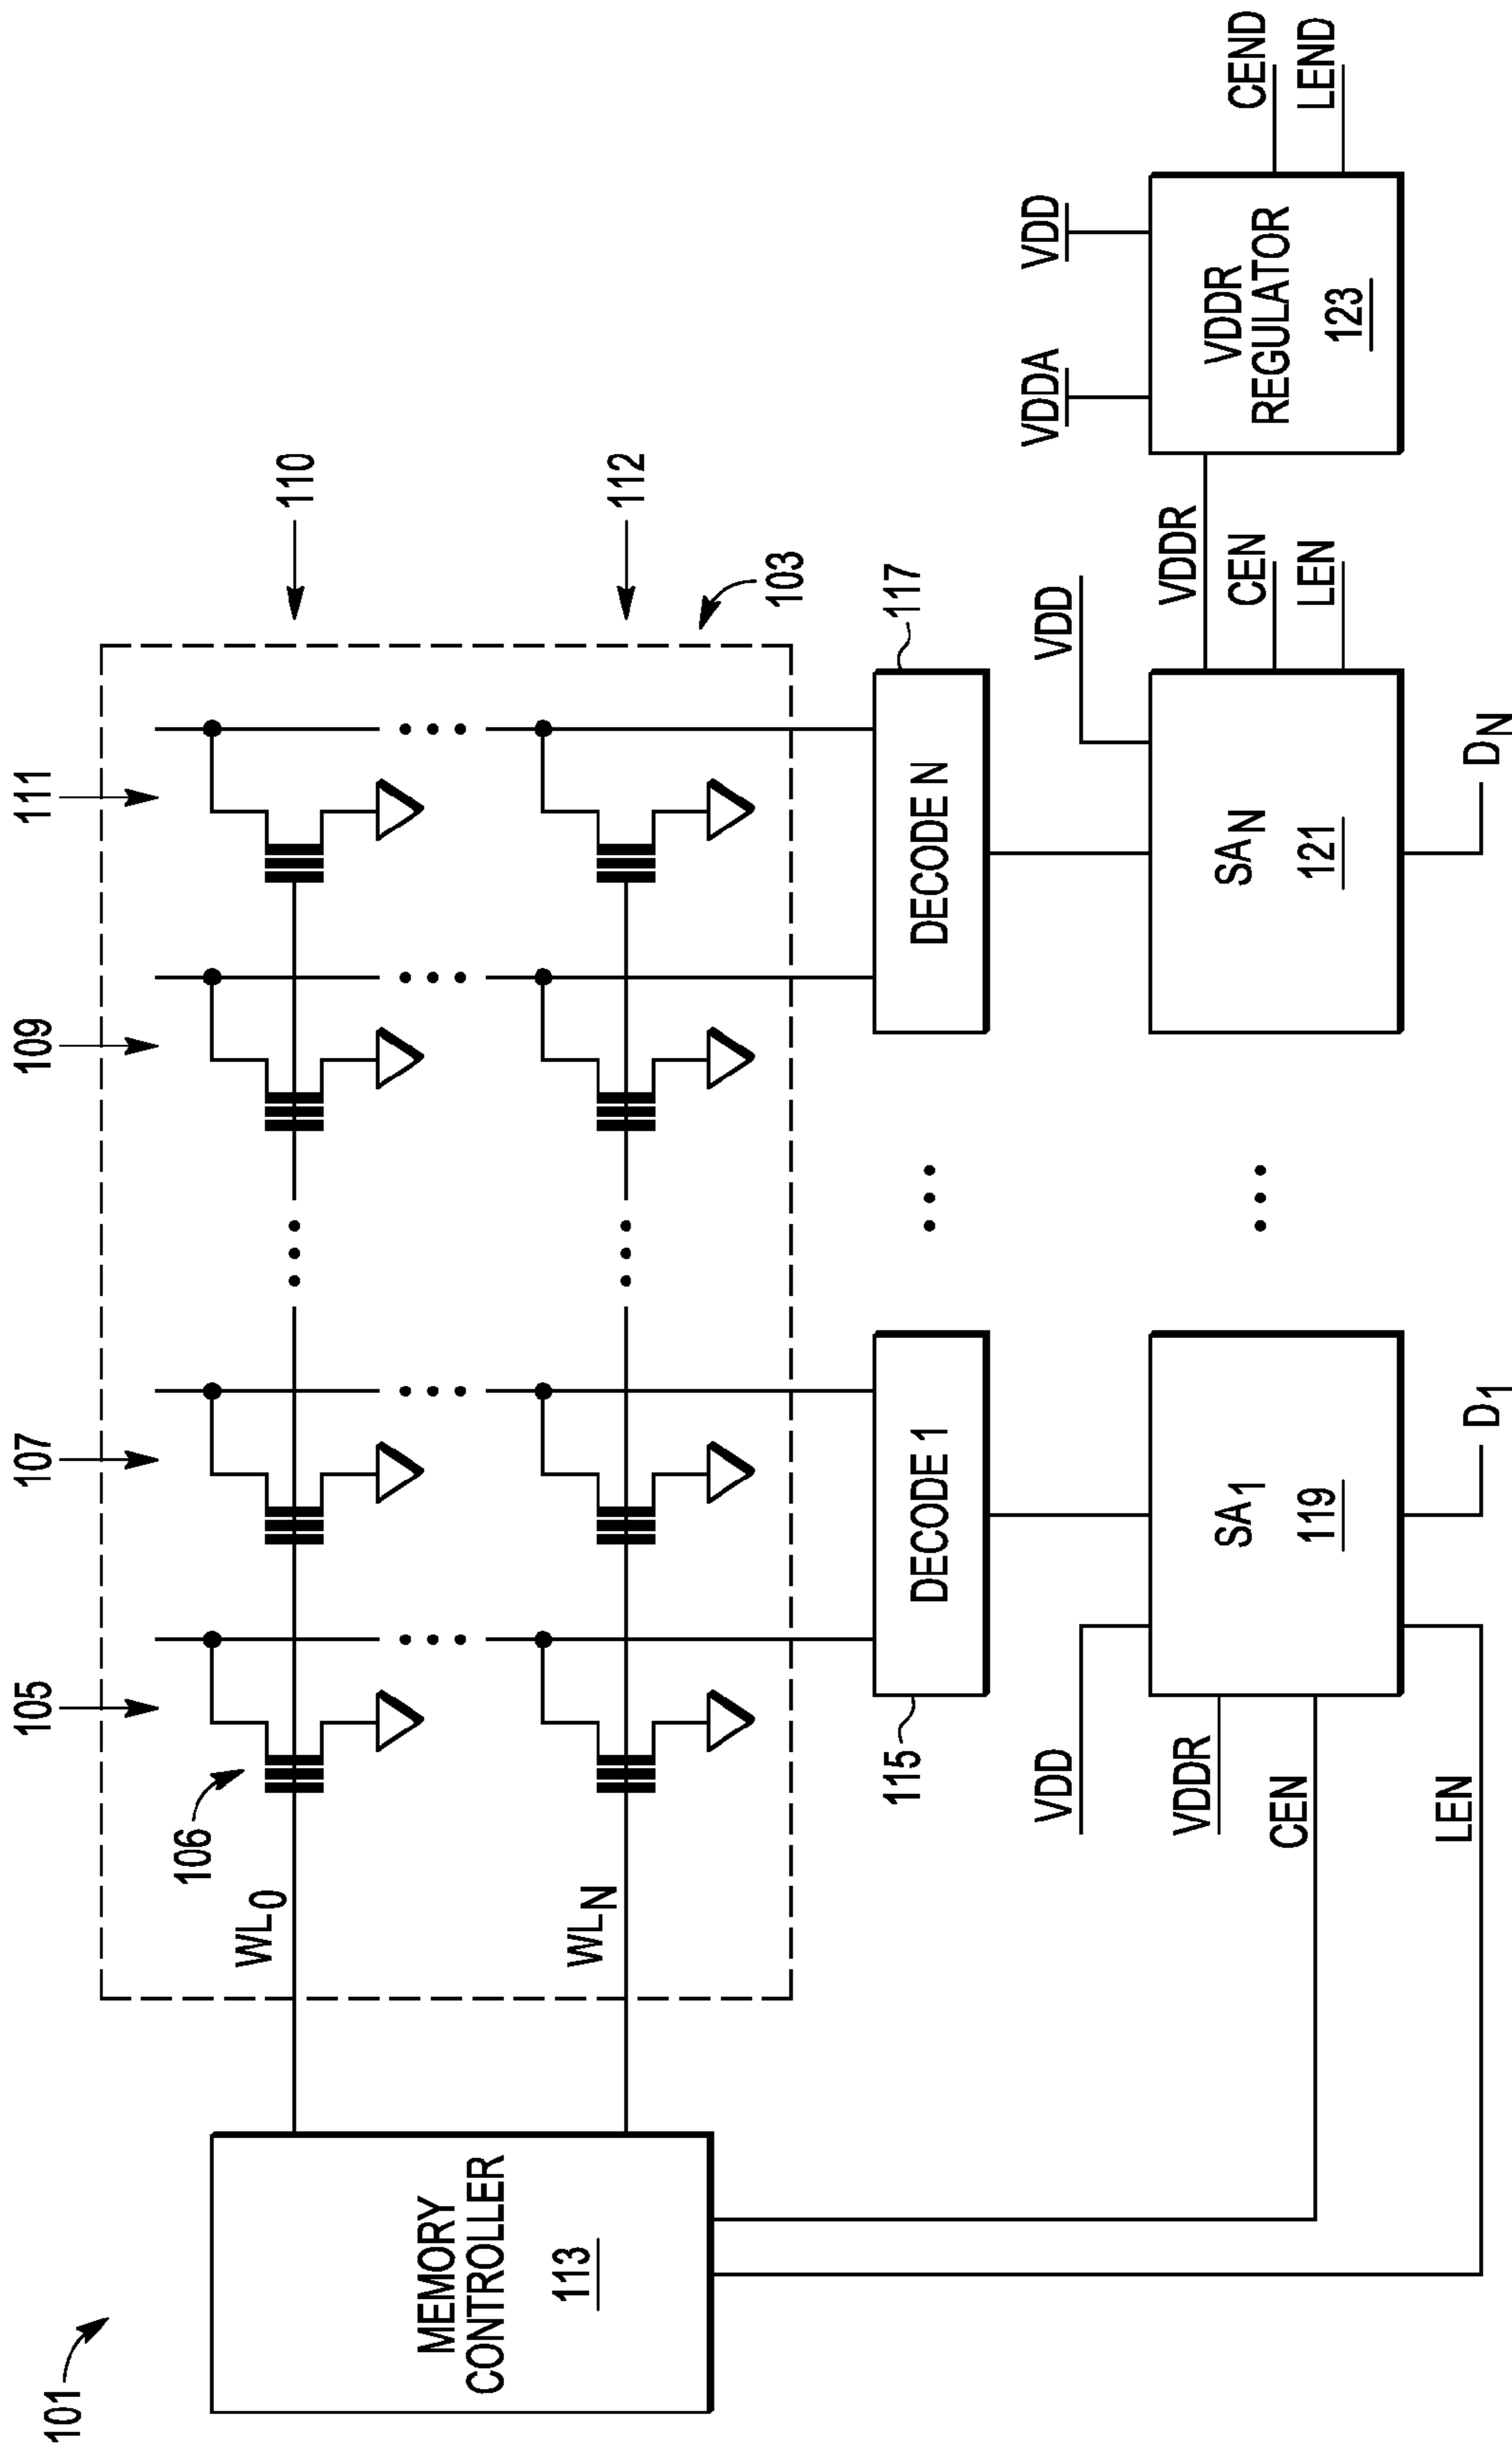 101
105
107
109
111
106
WL0
110
WLN
112
103
MEMORY
CONTROLLER
113
115
DECODE 1
DECODE N
117
VDD
VDDR
CEN
LEN
SA1
119
D1
SAN
121
DN
VDD
VDDR
CEN
LEN
VDDA
VDD
VDDR
REGULATOR
123
CEND
LEND